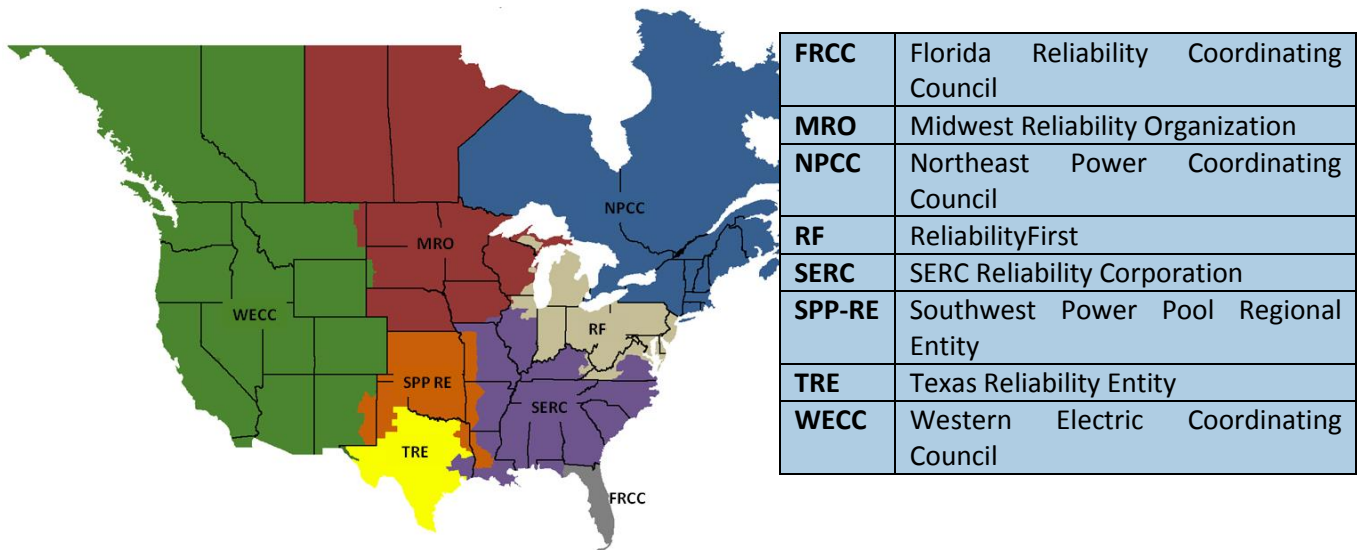 NPCC
MRO
WECC
RF
SPP RE
SERC
TRE
FRCC
FRCC Florida Reliability Coordinating
Council
MRO Midwest Reliability Organization
NPCC Northeast Power Coordinating
Council
RF ReliabilityFirst
SERC SERC Reliability Corporation
SPP-RE Southwest Power Pool Regional
Entity
TRE Texas Reliability Entity
WECC Western Electric Coordinating
Council